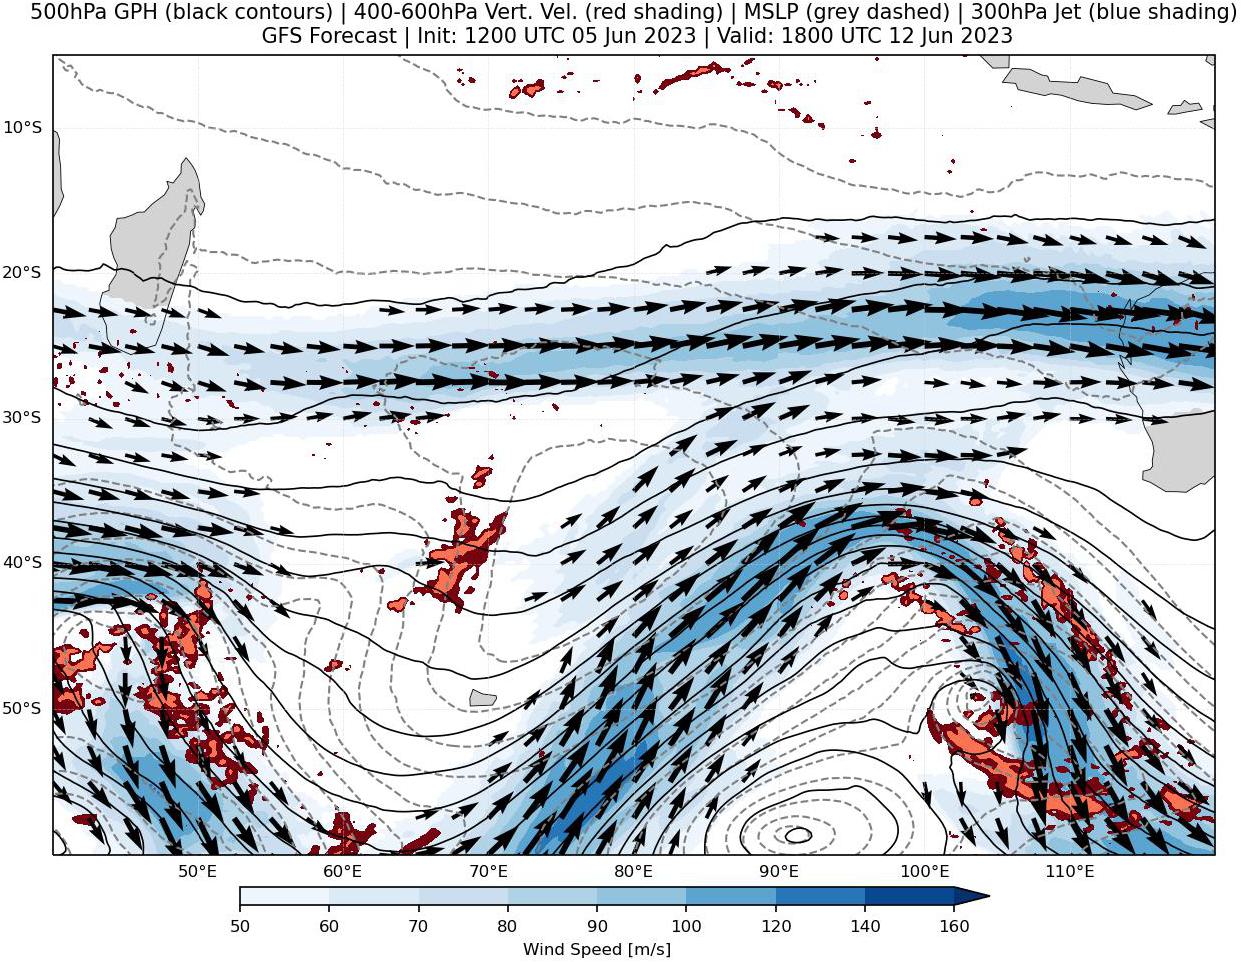 500hPa GPH (black contours) | 400-600hPa Vert. Vel. (red shading) | MSLP (grey dashed) | 300hPa Jet (blue shading)
GFS Forecast | Init: 1200 UTC 05 Jun 2023 | Valid: 1800 UTC 12 Jun 2023
10°S
20°S
30°S
40°S
50°S
50°E 60°E 70°E 80°E 90°E 100°E 110°E
50 60 70 80 90 100 120 140 160
Wind Speed [m/s]